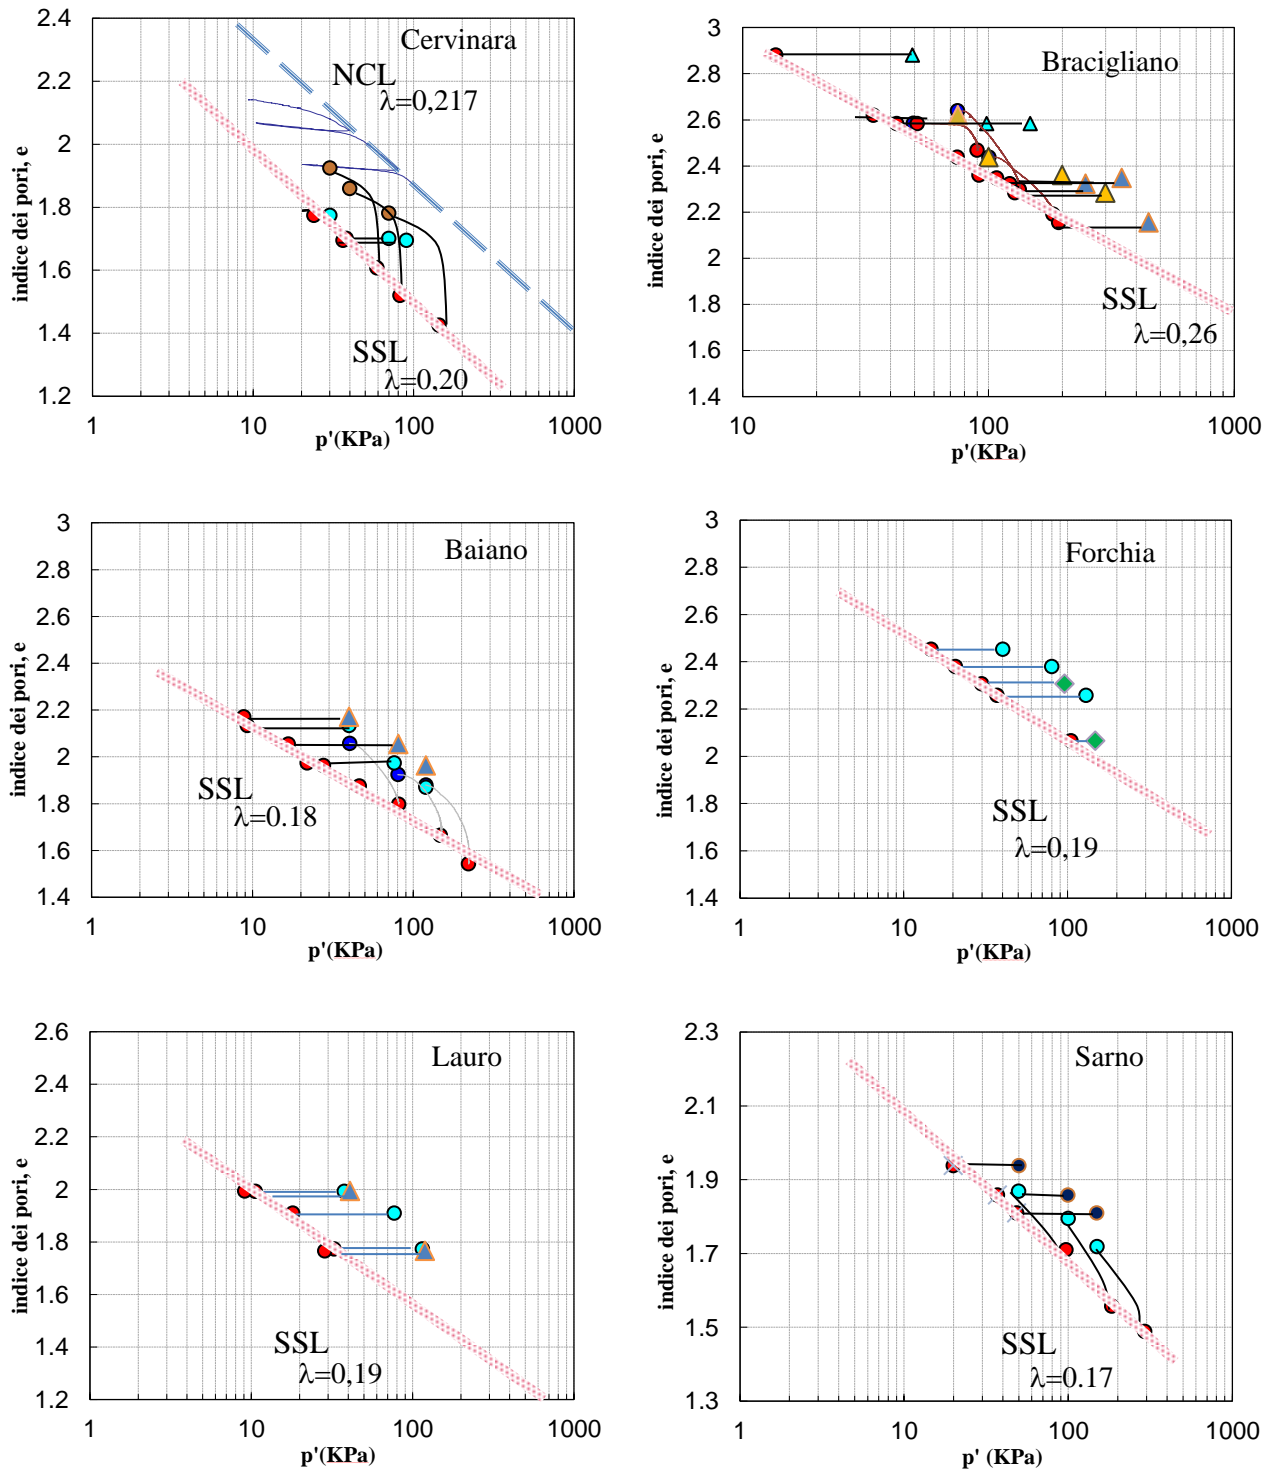 Cervinara
NCL
λ=0,217
SSL
λ=0,20
indice dei pori, e
2.4
2.2
2
1.8
1.6
1.4
1.2
1
10
100
1000
p'(KPa)
Bracigliano
SSL
λ=0,26
indice dei pori, e
3
2.8
2.6
2.4
2.2
2
1.8
1.6
1.4
10
100
1000
p'(KPa)
Baiano
SSL
λ=0.18
indice dei pori, e
3
2.8
2.6
2.4
2.2
2
1.8
1.6
1.4
1
10
100
1000
p'(KPa)
Forchia
SSL
λ=0,19
indice dei pori, e
3
2.8
2.6
2.4
2.2
2
1.8
1.6
1.4
1
10
100
1000
p'(KPa)
Lauro
SSL
λ=0,19
indice dei pori, e
2.6
2.4
2.2
2
1.8
1.6
1.4
1.2
1
10
100
1000
p'(KPa)
Sarno
SSL
λ=0.17
indice dei pori, e
2.3
2.1
1.9
1.7
1.5
1.3
1
10
100
1000
p' (KPa)